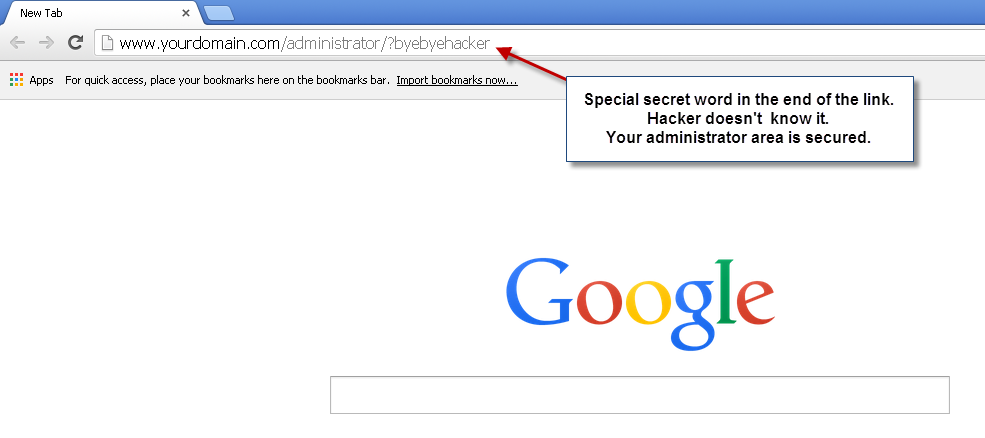 New Tab
www.yourdomain.com/administrator/?byebyehacker
Apps For quick access, place your bookmarks here on the bookmarks bar. Import bookmarks now...
Special secret word in the end of the link.
Hacker doesn't know it.
Your administrator area is secured.
Google